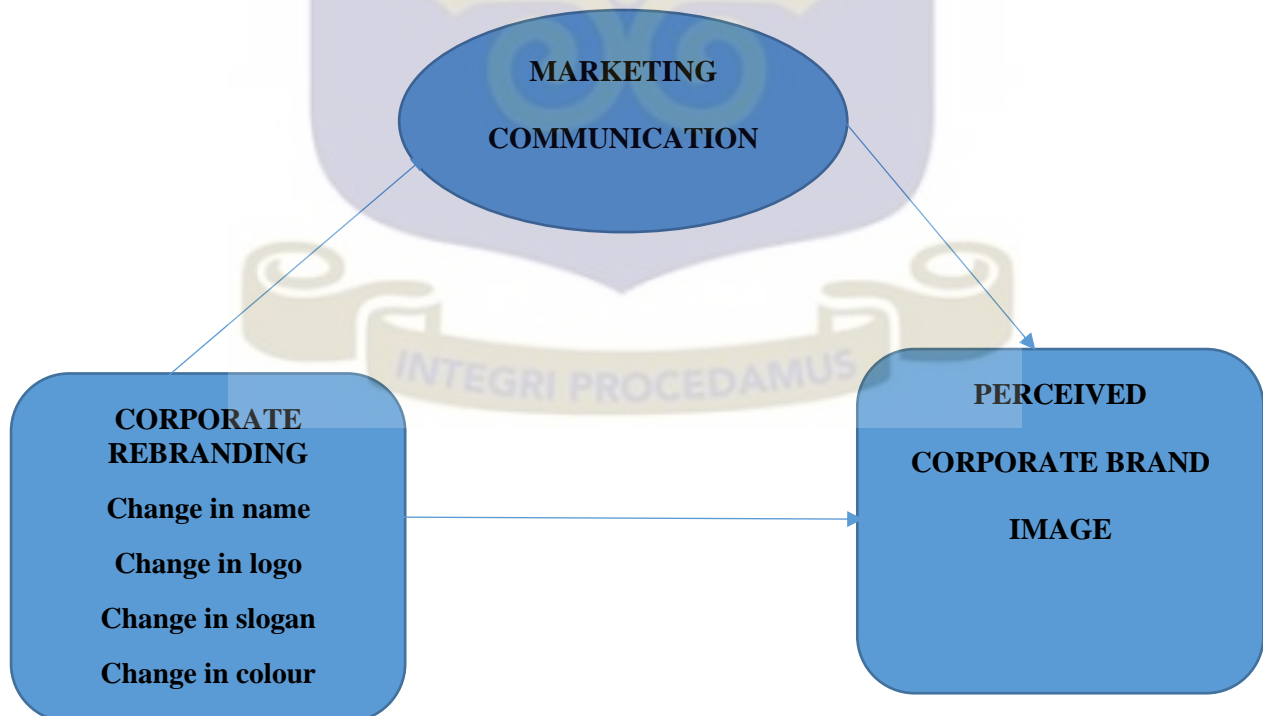 MARKETING
COMMUNICATION
INTEGRI PROCEDAMUS
CORPORATE
REBRANDING
Change in name
Change in logo
Change in slogan
Change in colour
PERCEIVED
CORPORATE BRAND
IMAGE